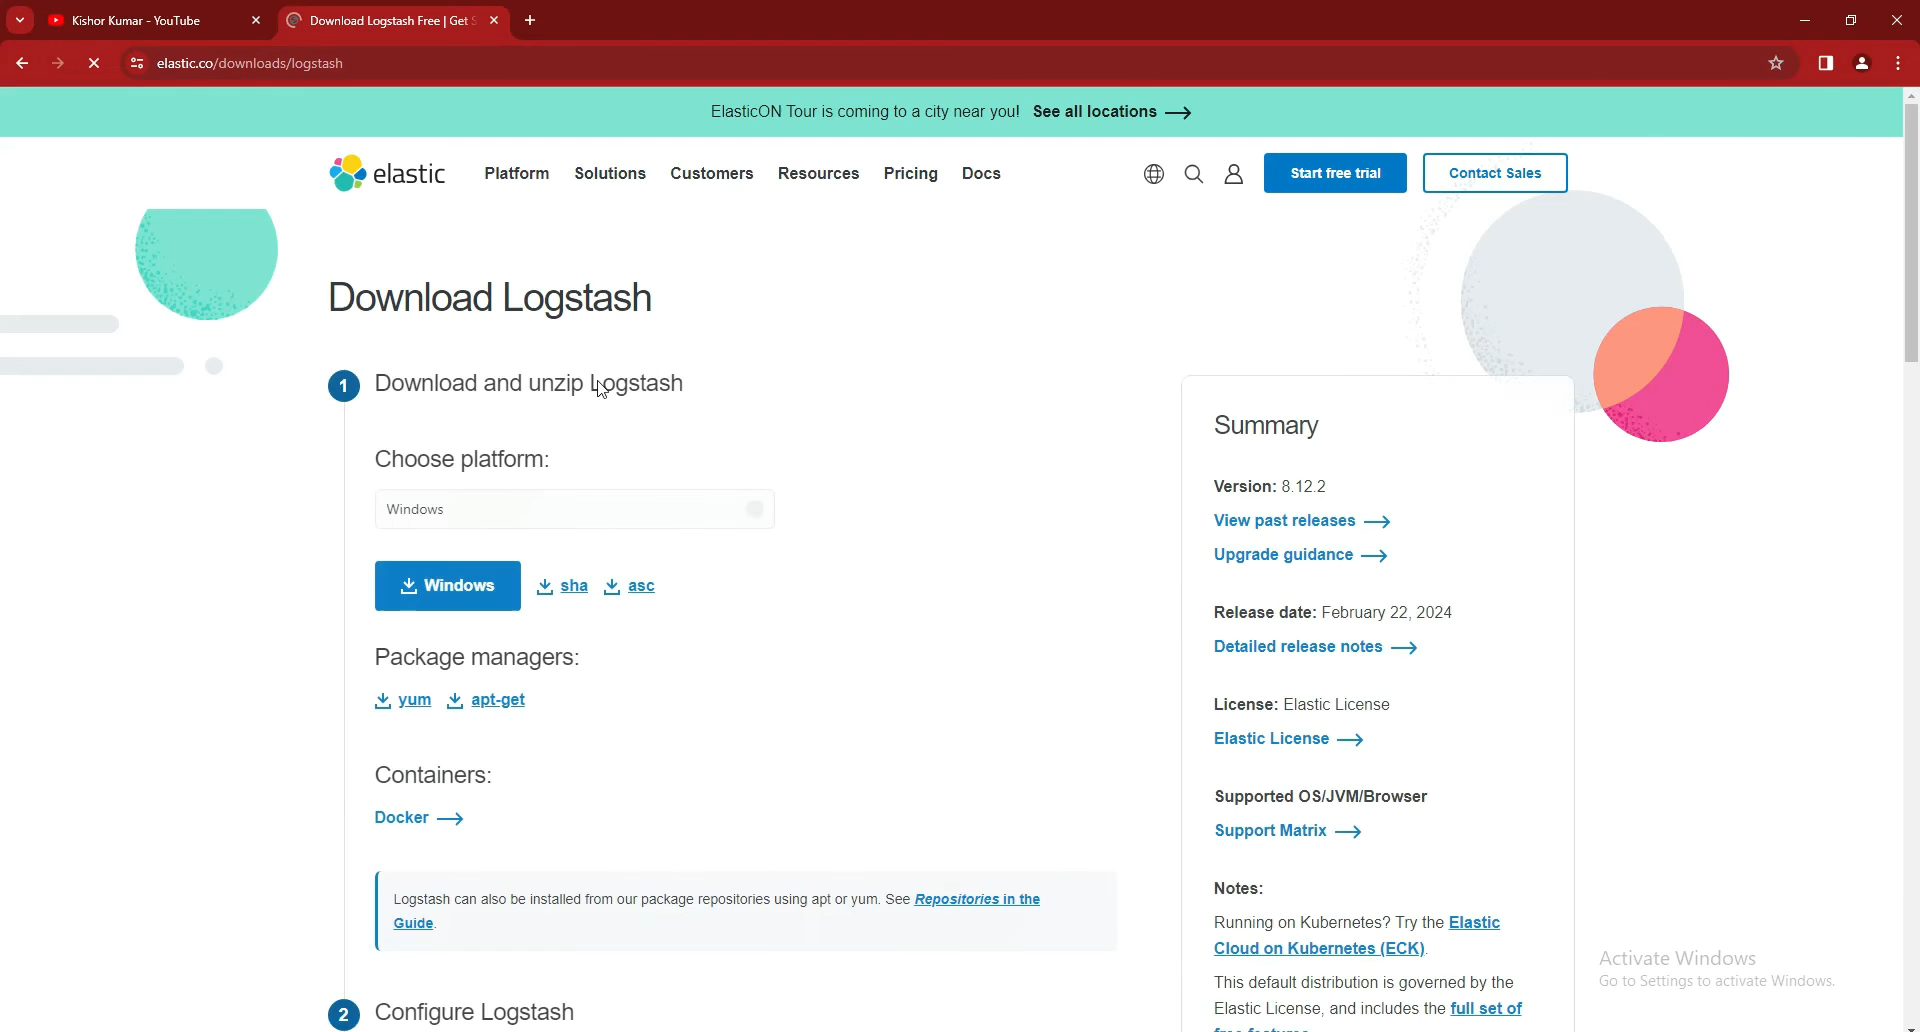 Kishor Kumar - YouTube
Download Logstash Free | Get S
elastic.co/downloads/logstash
ElasticON Tour is coming to a city near you! See all locations
elastic
Platform Solutions Customers Resources Pricing Docs
Start free trial
Contact Sales
Download Logstash
1 Download and unzip Logstash
Choose platform:
Windows
Windows sha asc
Package managers:
yum apt-get
Containers:
Docker
Logstash can also be installed from our package repositories using apt or yum. See Repositories in the
Guide.
2 Configure Logstash
Summary
Version: 8.12.2
View past releases
Upgrade guidance
Release date: February 22, 2024
Detailed release notes
License: Elastic License
Elastic License
Supported OS/JVM/Browser
Support Matrix
Notes:
Running on Kubernetes? Try the Elastic
Cloud on Kubernetes (ECK).
This default distribution is governed by the
Elastic License, and includes the full set of
free features.
Activate Windows
Go to Settings to activate Windows.